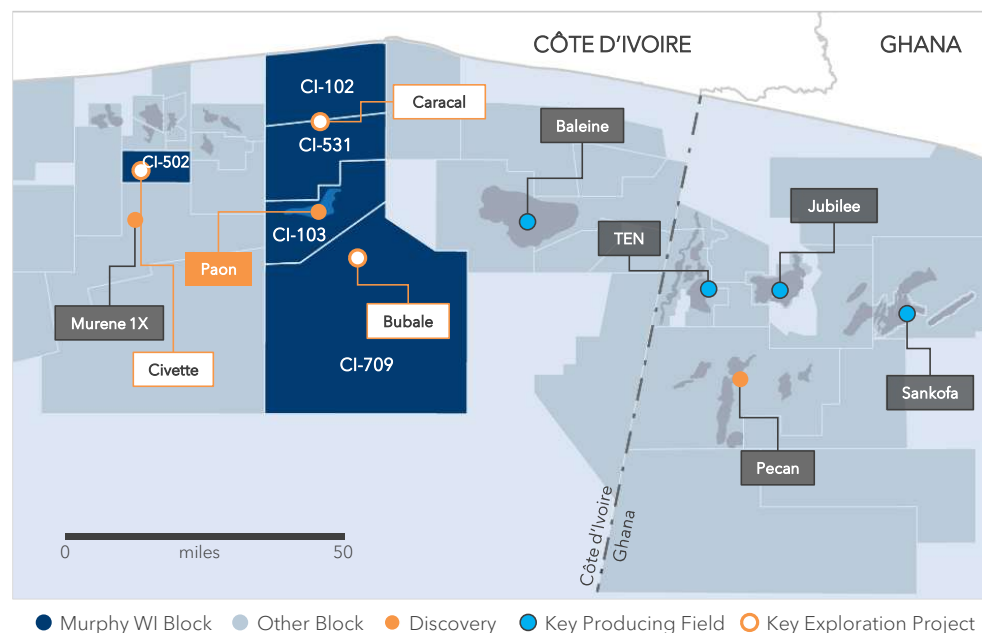 CÔTE D'IVOIRE
GHANA
CI-102
Caracal
Baleine
CI-531
CI-502
Jubilee
CI-103
TEN
Paon
Murene 1X
Bubale
Civette
CI-709
Sankofa
Pecan
Côte d'Ivoire
Ghana
0 miles 50
Murphy WI Block Other Block Discovery Key Producing Field Key Exploration Project